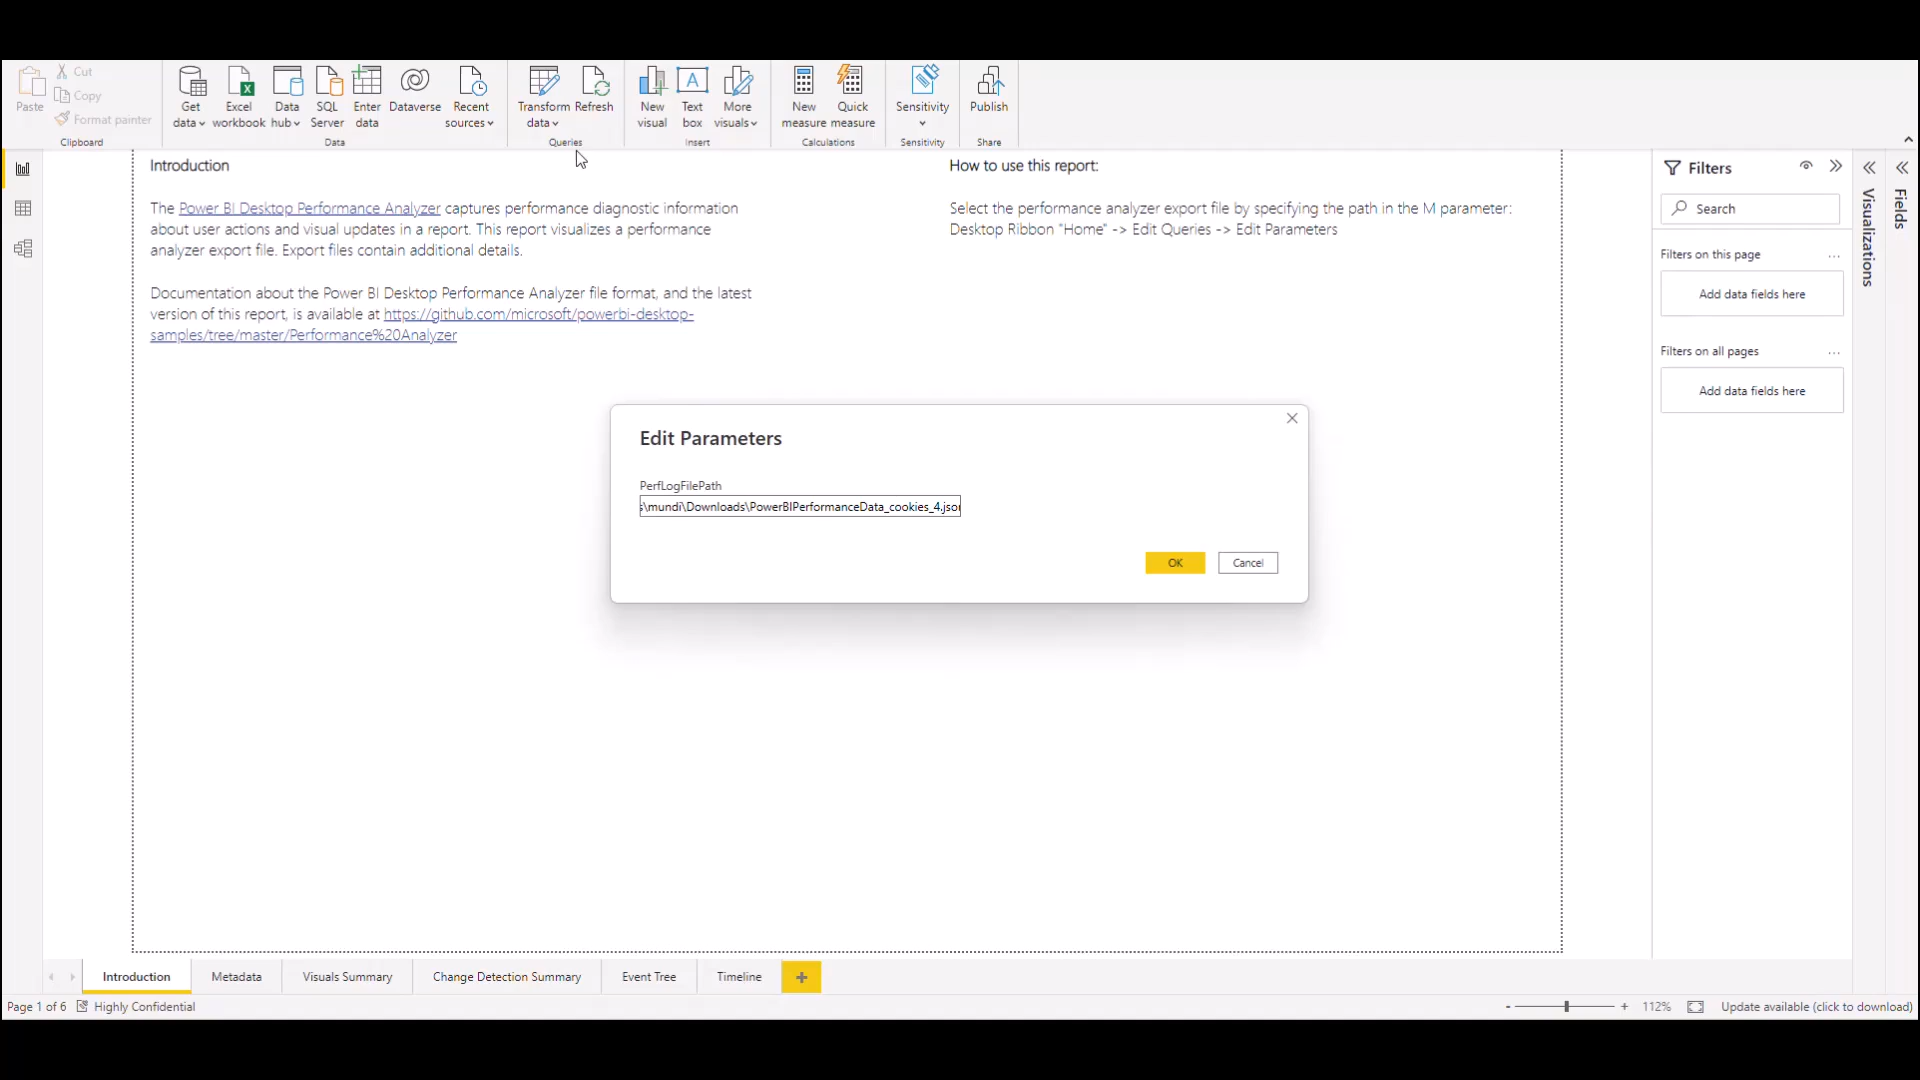 Paste
Cut
Copy
Format painter
Clipboard
Get
data
Excel
workbook
Data
hub
SQL
Server
Enter
data
Dataverse
Recent
sources
Data
Transform
data
Refresh
Queries
New
visual
A
Text
box
More
visuals
Insert
New
measure
Quick
measure
Calculations
Sensitivity
Sensitivity
Publish
Share
Introduction
The Power BI Desktop Performance Analyzer captures performance diagnostic information
about user actions and visual updates in a report. This report visualizes a performance
analyzer export file. Export files contain additional details.
Documentation about the Power BI Desktop Performance Analyzer file format, and the latest
version of this report, is available at https://github.com/microsoft/powerbi-desktop-
samples/tree/master/Performance%20Analyzer
How to use this report:
Select the performance analyzer export file by specifying the path in the M parameter:
Desktop Ribbon "Home" -> Edit Queries -> Edit Parameters
Edit Parameters
PerfLogFilePath
s\mundi\Downloads\PowerBIPerformanceData_cookies_4.json
OK
Cancel
Filters
Search
Filters on this page
...
Add data fields here
Filters on all pages
...
Add data fields here
Visualizations
Fields
Introduction
Metadata
Visuals Summary
Change Detection Summary
Event Tree
Timeline
+
Page 1 of 6
Highly Confidential
- + 112%
Update available (click to download)